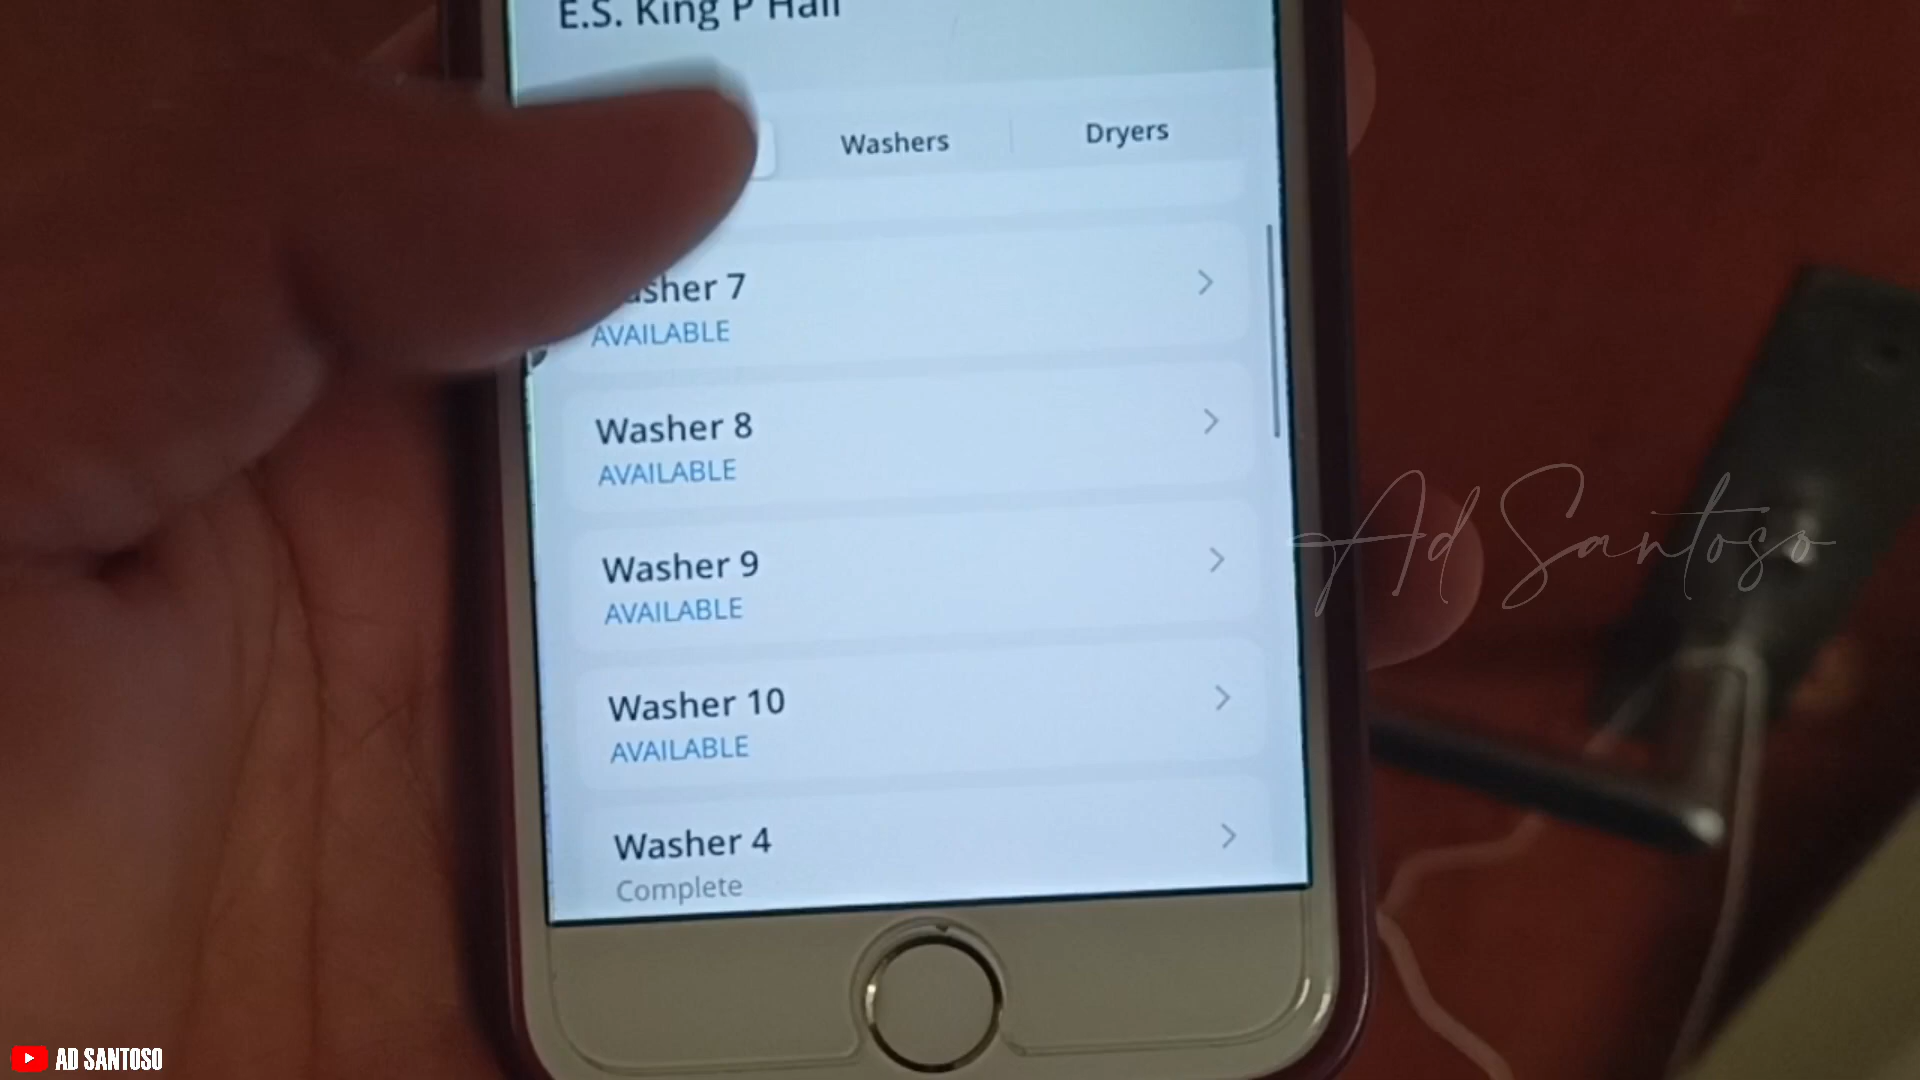 E.S. King P Hall
Washers
Dryers
Washer 7
AVAILABLE
Washer 8
AVAILABLE
Washer 9
AVAILABLE
Washer 10
AVAILABLE
Washer 4
Complete
Ad Santoso
AD SANTOSO